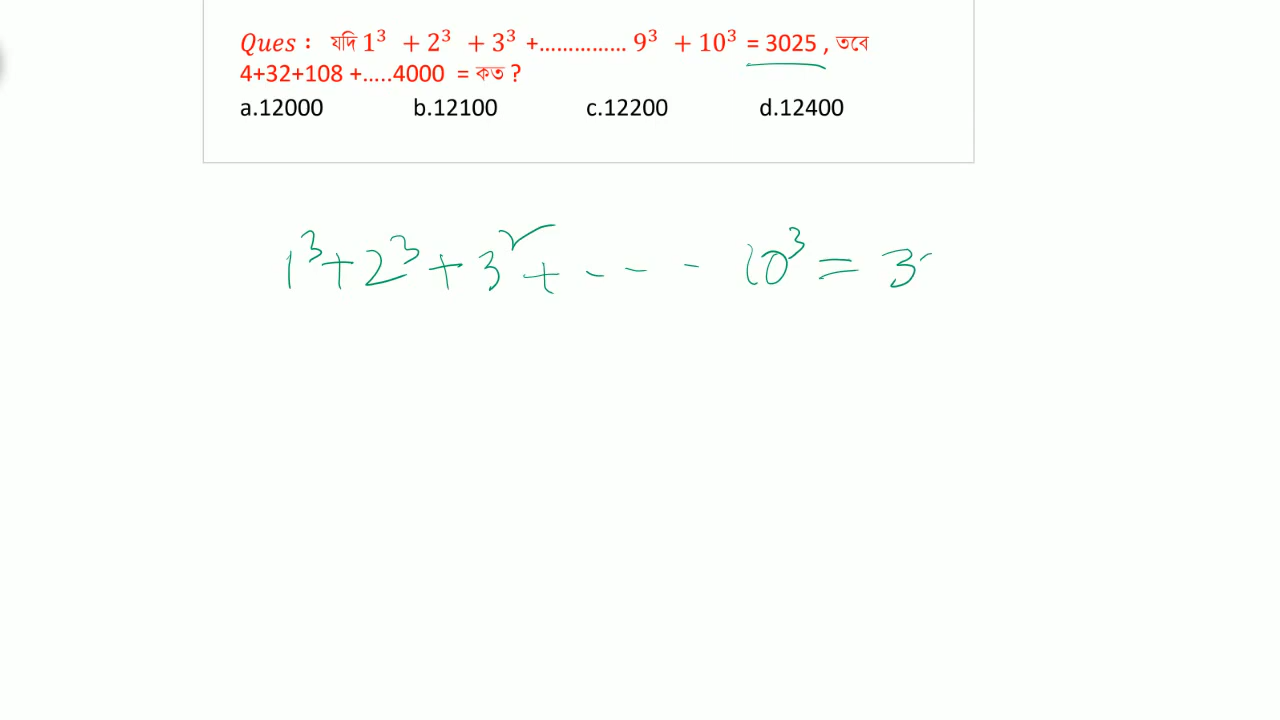 Ques : যদি 1³ + 2³ + 3³ +…………… 9³ + 10³ = 3025 , তবে
4+32+108 +…..4000 = কত ?
a.12000 b.12100 c.12200 d.12400
1³ + 2³ + 3³ + - - - 10³ = 3